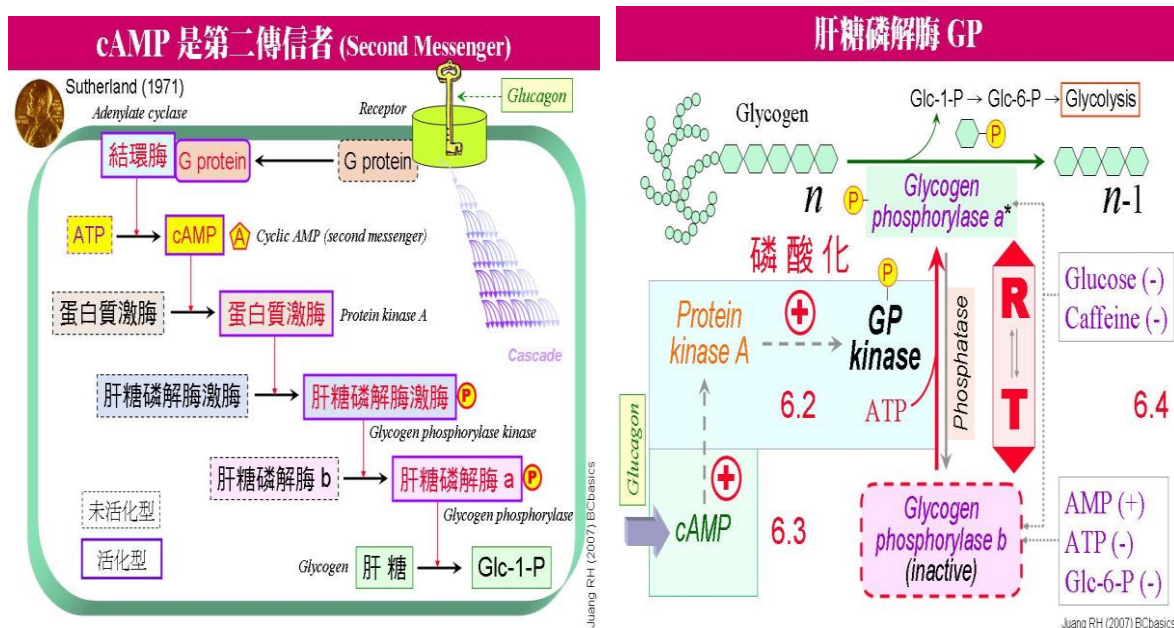 cAMP 是第二傳信者 (Second Messenger)
Sutherland (1971)
Adenylate cyclase
Receptor
Glucagon
結環脢
G protein
G protein
ATP
cAMP
A
Cyclic AMP (second messenger)
蛋白質激脢
蛋白質激脢
Protein kinase A
Cascade
肝糖磷解脢激脢
肝糖磷解脢激脢
P
Glycogen phosphorylase kinase
肝糖磷解脢 b
肝糖磷解脢 a
P
Glycogen phosphorylase
未活化型
活化型
Glycogen
肝 糖
Glc-1-P
Juang RH (2007) BCbasics
肝糖磷解脢 GP
Glc-1-P → Glc-6-P → Glycolysis
Glycogen
P
n
P
Glycogen
phosphorylase a*
n-1
磷 酸 化
P
Protein
kinase A
GP
kinase
6.2
ATP
Phosphatase
R
T
Glucose (-)
Caffeine (-)
6.4
Glucagon
cAMP
6.3
Glycogen
phosphorylase b
(inactive)
AMP (+)
ATP (-)
Glc-6-P (-)
Juang RH (2007) BCbasics